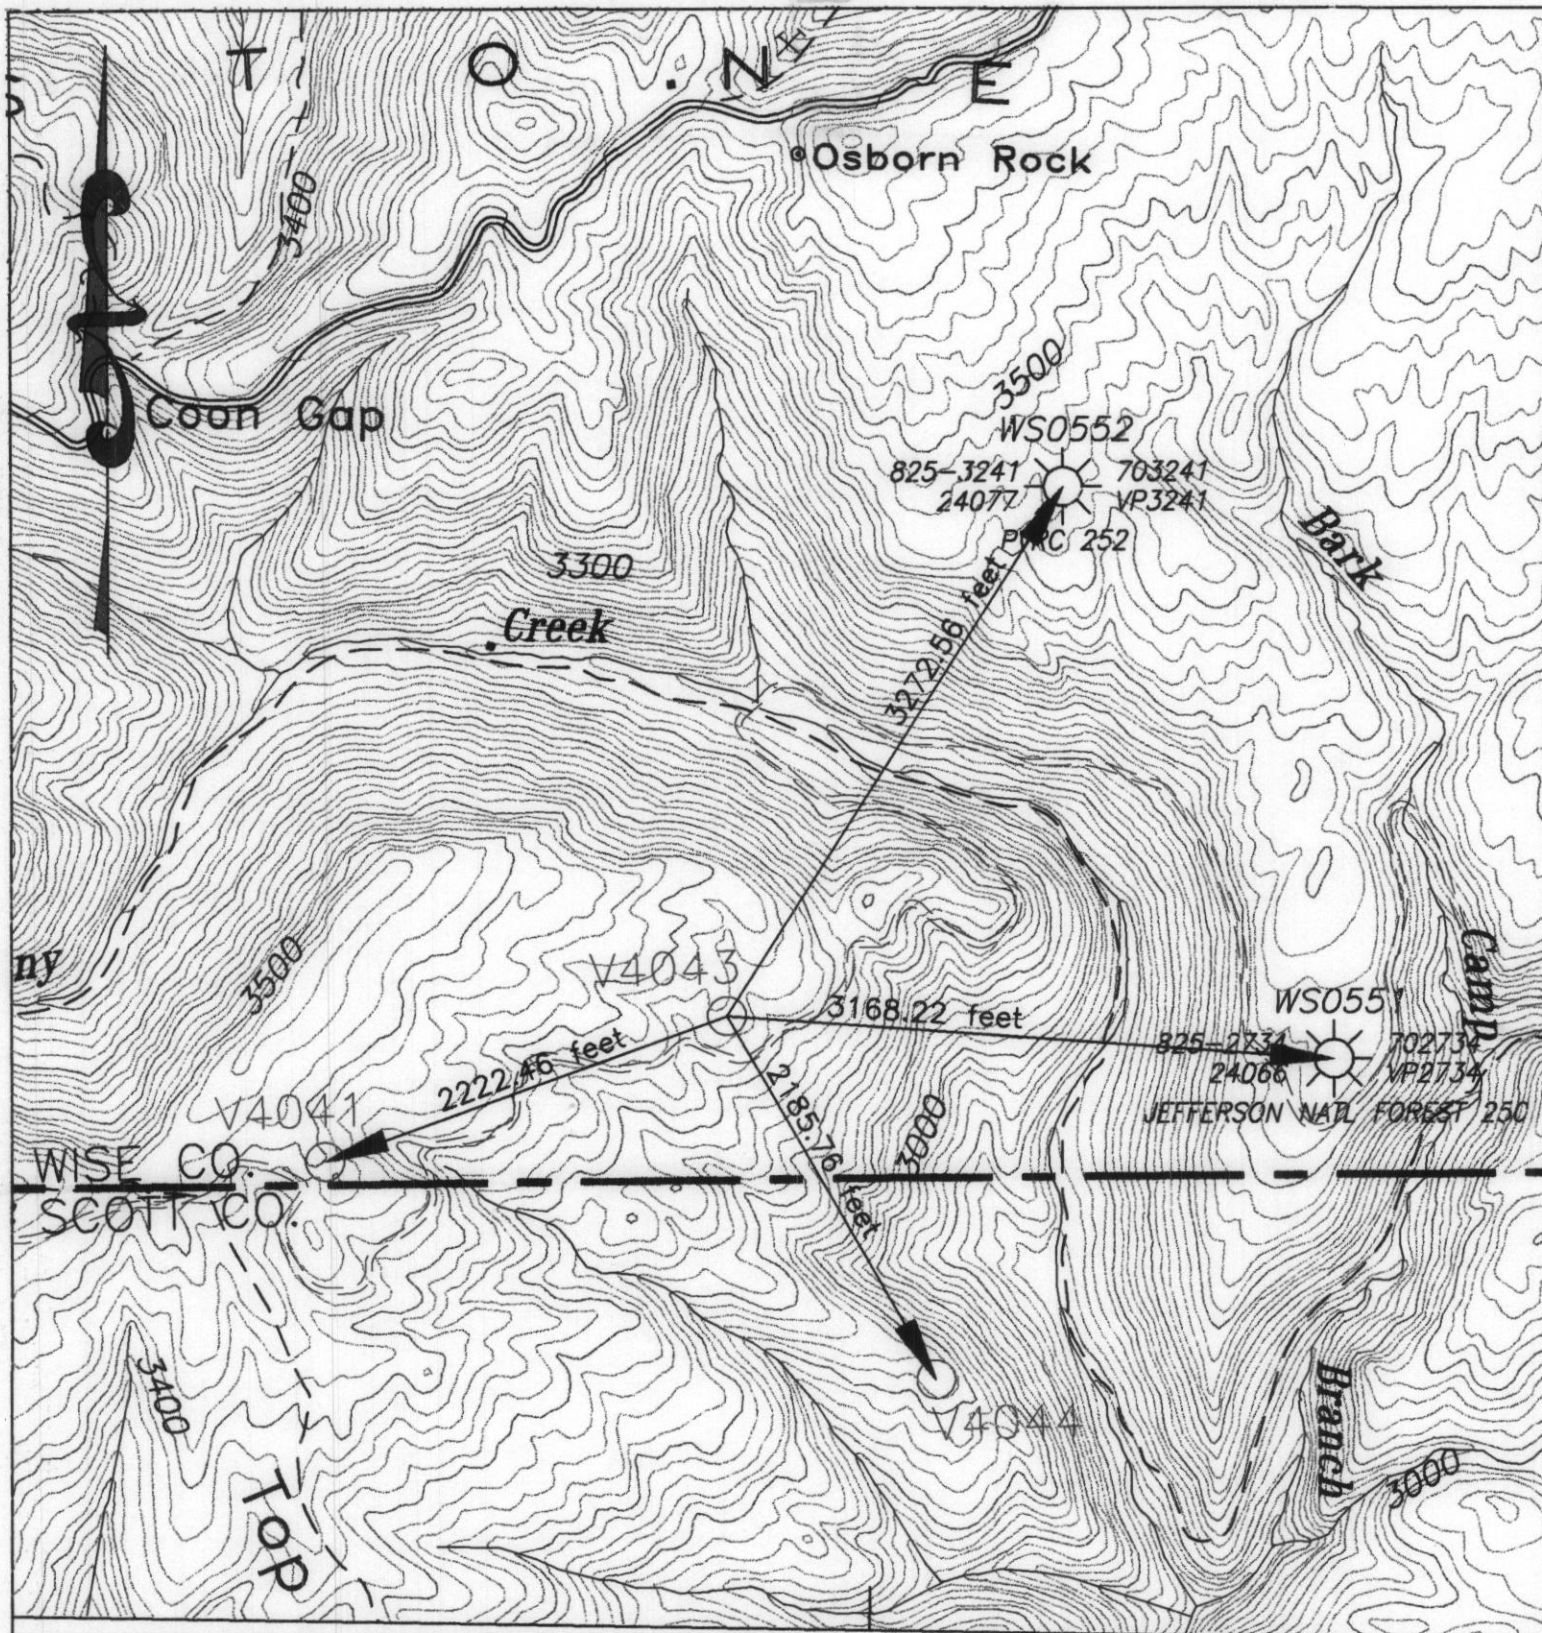 T O N E
Osborn Rock
3400
Coon Gap
3500
WS0552
825-3241 703241
24077 VP3241
252
Bark
3300
Creek
3272.56 feet
ny
3500
V4043
3168.22 feet
WS0551
Camp
825-2734 702734
24066 VP2734
JEFFERSON NATL FOREST 250
2222.46 feet
2185.76 feet
V4041
3000
WISE CO.
SCOTT CO.
V4044
3400
Branch
3000
Top